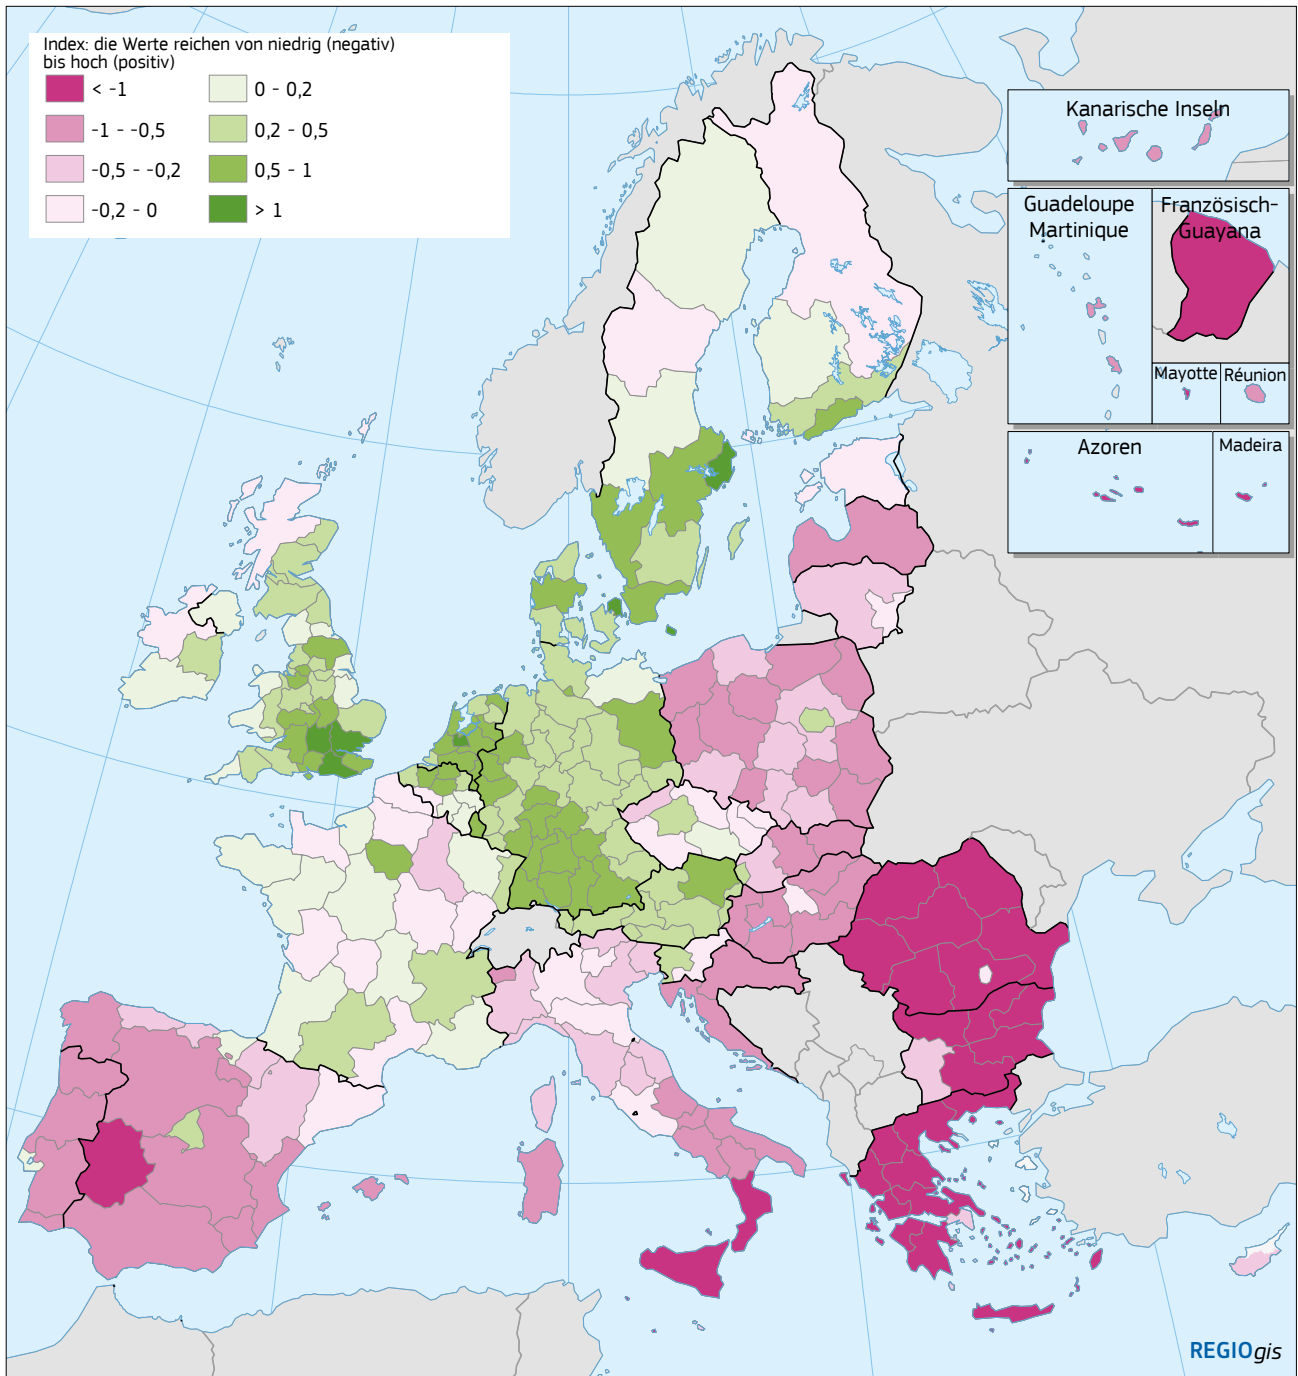 Index: die Werte reichen von niedrig (negativ)
bis hoch (positiv)
< -1
-1 - -0,5
-0,5 - -0,2
-0,2 - 0
0 - 0,2
0,2 - 0,5
0,5 - 1
> 1
Kanarische Inseln
Guadeloupe
Martinique
Französisch-
Guayana
Mayotte
Réunion
Azoren
Madeira
REGIOgis